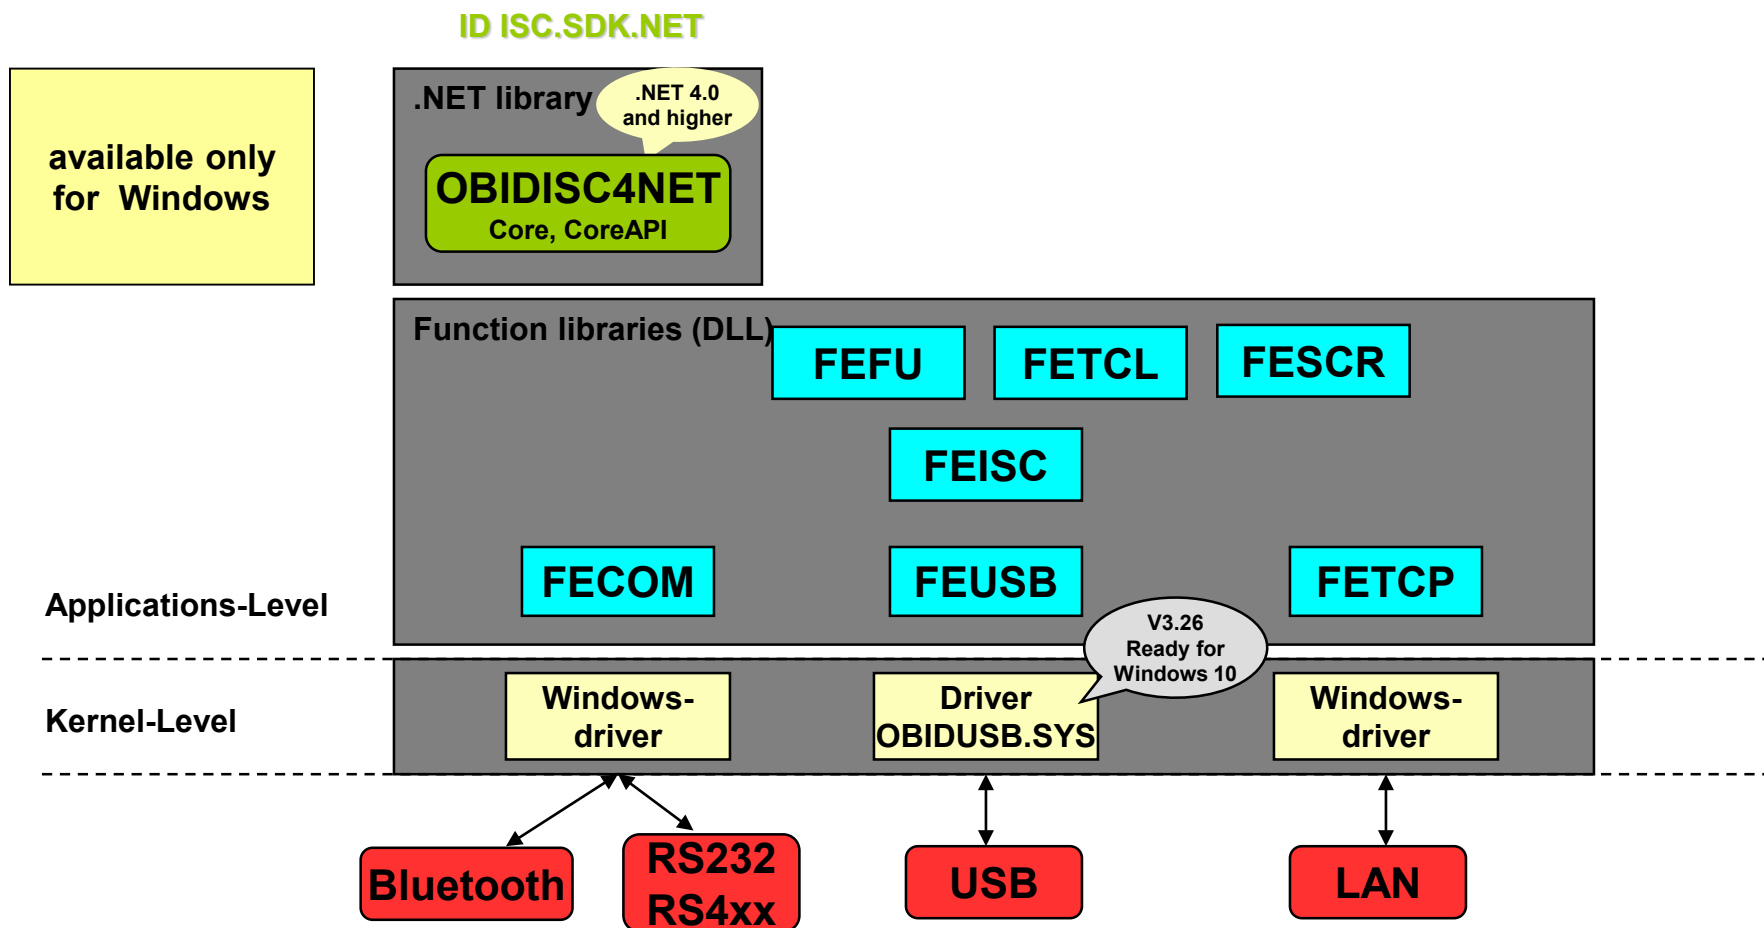 ID ISC.SDK.NET
available only
for Windows
.NET library
.NET 4.0
and higher
OBIDISC4NET
Core, CoreAPI
Function libraries (DLL)
FEFU
FETCL
FESCR
FEISC
FECOM
FEUSB
FETCP
Applications-Level
V3.26
Ready for
Windows 10
Kernel-Level
Windows-
driver
Driver
OBIDUSB.SYS
Windows-
driver
Bluetooth
RS232
RS4xx
USB
LAN